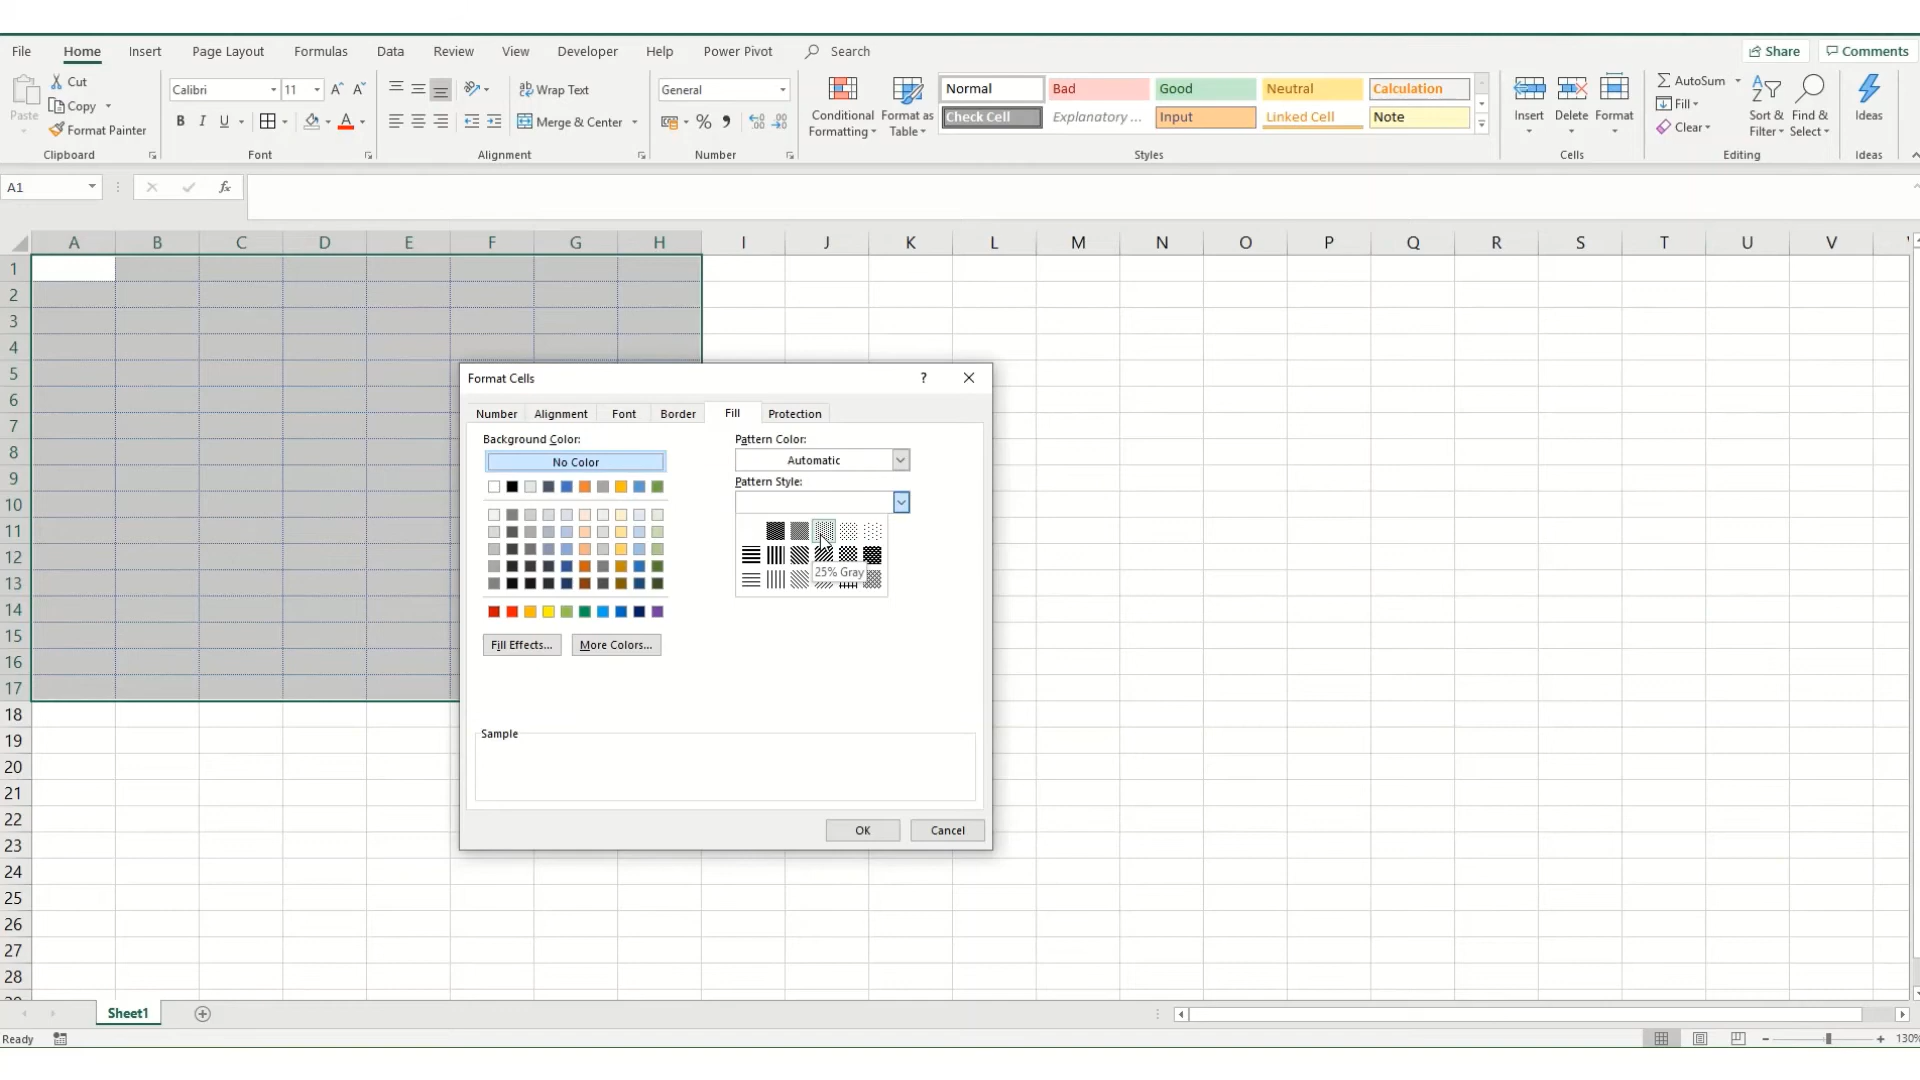 File Home Insert Page Layout Formulas Data Review View Developer Help Power Pivot Search Share Comments
Paste Cut Copy Format Painter Clipboard
Calibri 11 B I U A Font
Wrap Text Merge & Center Alignment
General % Number
Conditional Formatting Format as Table
Normal Bad Good Neutral Calculation
Check Cell Explanatory ... Input Linked Cell Note
Styles
Insert Delete Format Cells
AutoSum Fill Clear Sort & Filter Find & Select Editing
Ideas Ideas
A1 fx
A B C D E F G H I J K L M N O P Q R S T U V
1
2
3
4
5
6
7
8
9
10
11
12
13
14
15
16
17
18
19
20
21
22
23
24
25
26
27
28
Format Cells ?
Number Alignment Font Border Fill Protection
Background Color: Pattern Color:
No Color Automatic
Pattern Style:
25% Gray
Fill Effects... More Colors...
Sample
OK Cancel
Sheet1
Ready 130%